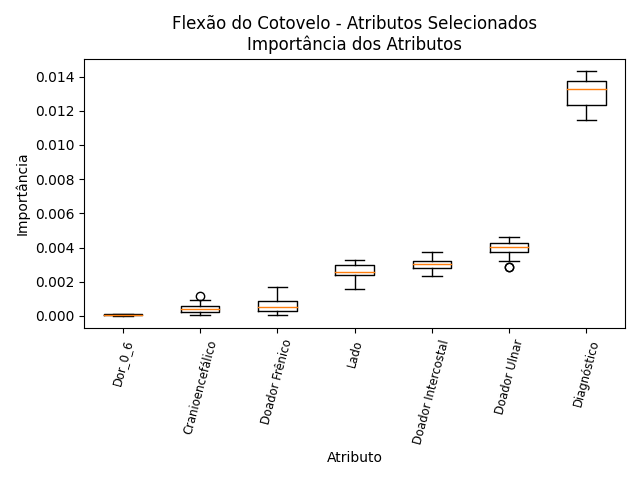 Flexão do Cotovelo - Atributos Selecionados
Importância dos Atributos
0.014
0.012
0.010
0.008
0.006
0.004
0.002
0.000
Importância
Dor_0_6
Cranioencefálico
Doador Frênico
Lado
Doador Intercostal
Doador Ulnar
Diagnóstico
Atributo